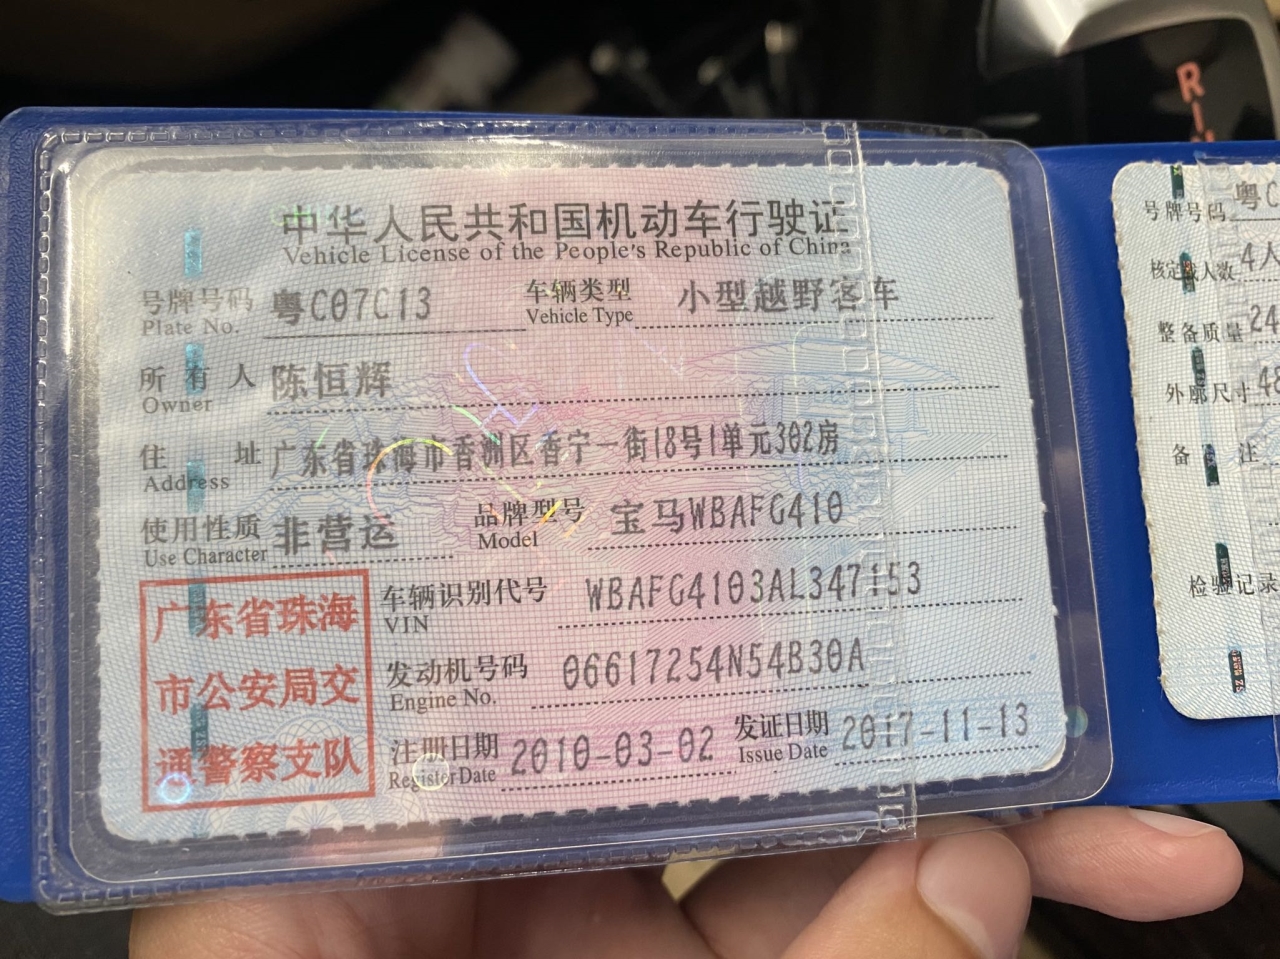 中华人民共和国机动车行驶证
Vehicle License of the People's Republic of China
号牌号码 粤C07C13 车辆类型 小型越野客车
Plate No. Vehicle Type
所有人 陈恒辉
Owner
住址 广东省珠海市香洲区香宁一街18号1单元302房
Address
使用性质 非营运 品牌型号 宝马WBAFG410
Use Character Model
车辆识别代号 WBAFG4103AL347153
VIN
发动机号码 06617254N54B30A
Engine No.
注册日期 2010-03-02 发证日期 2017-11-13
Register Date Issue Date
广东省珠海
市公安局交
通警察支队
号牌号码 粤C
核定载人数 4人
整备质量 24
外廓尺寸 48
备注
检验记录